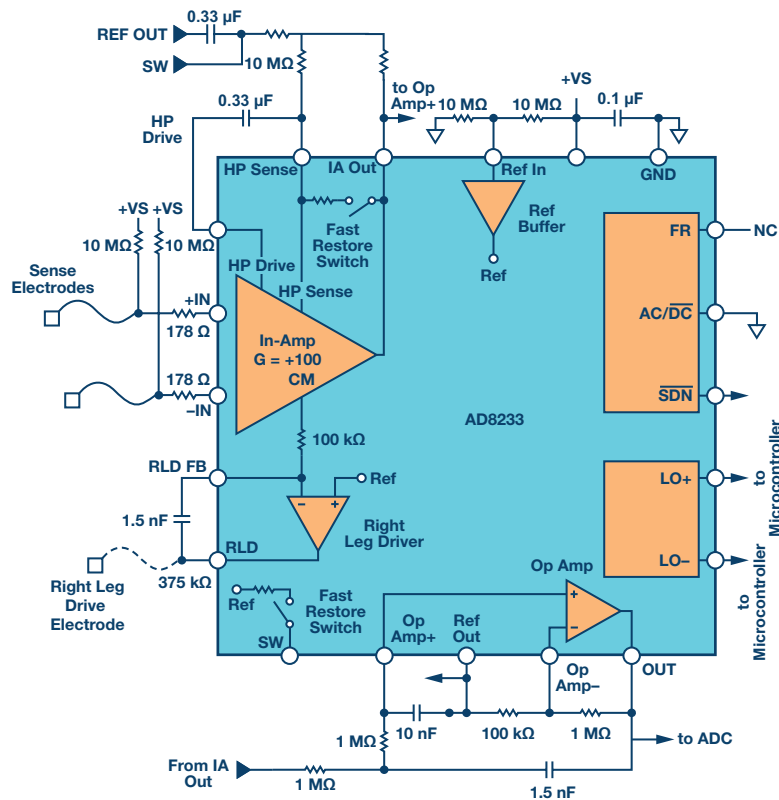 REF OUT
0.33 µF
SW
10 MΩ
0.33 µF
HP
Drive
to Op
Amp+
10 MΩ
10 MΩ
+VS
0.1 µF
HP Sense
IA Out
Ref In
GND
Fast
Restore
Switch
Ref
Buffer
Ref
FR
NC
AC/DC
SDN
+VS
+VS
10 MΩ
10 MΩ
HP Drive
HP Sense
Sense
Electrodes
+IN
178 Ω
In-Amp
G = +100
CM
178 Ω
−IN
AD8233
100 kΩ
RLD FB
Ref
−
+
Right
Leg Driver
1.5 nF
RLD
375 kΩ
Right Leg
Drive
Electrode
LO+
LO−
to
Microcontroller
to
Microcontroller
Ref
Fast
Restore
Switch
SW
Op Amp
+
−
Op
Amp+
Ref
Out
Op
Amp−
OUT
10 nF
100 kΩ
1 MΩ
1 MΩ
to ADC
From IA
Out
1 MΩ
1.5 nF